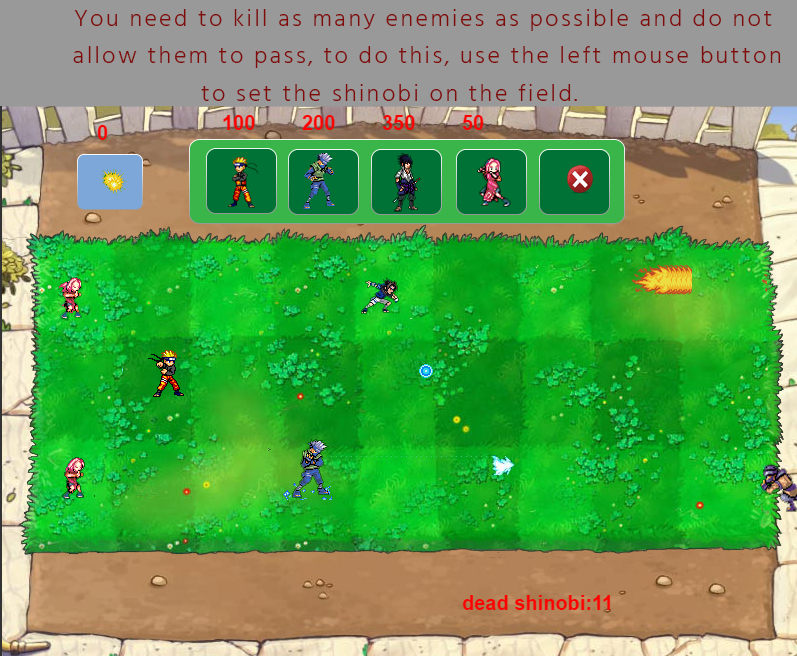 You need to kill as many enemies as possible and do not
allow them to pass, to do this, use the left mouse button
to set the shinobi on the field.
0 100 200 350 50
dead shinobi:11